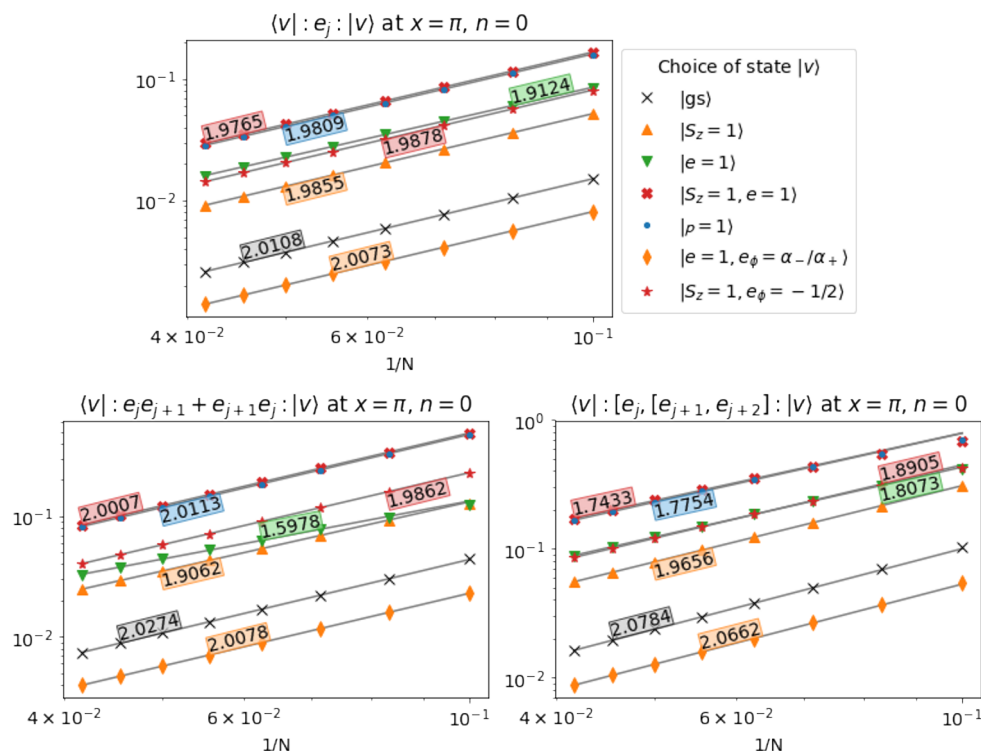 ⟨v| : e_j : |v⟩ at x = π, n = 0
10^{-1}
10^{-2}
1.9765
1.9809
1.9124
1.9878
1.9855
2.0108
2.0073
4 × 10^{-2}
6 × 10^{-2}
10^{-1}
1/N
Choice of state |v⟩
|gs⟩
|S_z = 1⟩
|e = 1⟩
|S_z = 1, e = 1⟩
|_p = 1⟩
|e = 1, e_ϕ = α_−/α_+⟩
|S_z = 1, e_ϕ = − 1/2⟩
⟨v| : e_j e_{j+1} + e_{j+1} e_j : |v⟩ at x = π, n = 0
10^{-1}
10^{-2}
2.0007
2.0113
1.9862
1.5978
1.9062
2.0274
2.0078
4 × 10^{-2}
6 × 10^{-2}
10^{-1}
1/N
⟨v| : [e_j, [e_{j+1}, e_{j+2}] : |v⟩ at x = π, n = 0
10^{0}
10^{-1}
10^{-2}
1.7433
1.7754
1.8905
1.8073
1.9656
2.0784
2.0662
4 × 10^{-2}
6 × 10^{-2}
10^{-1}
1/N